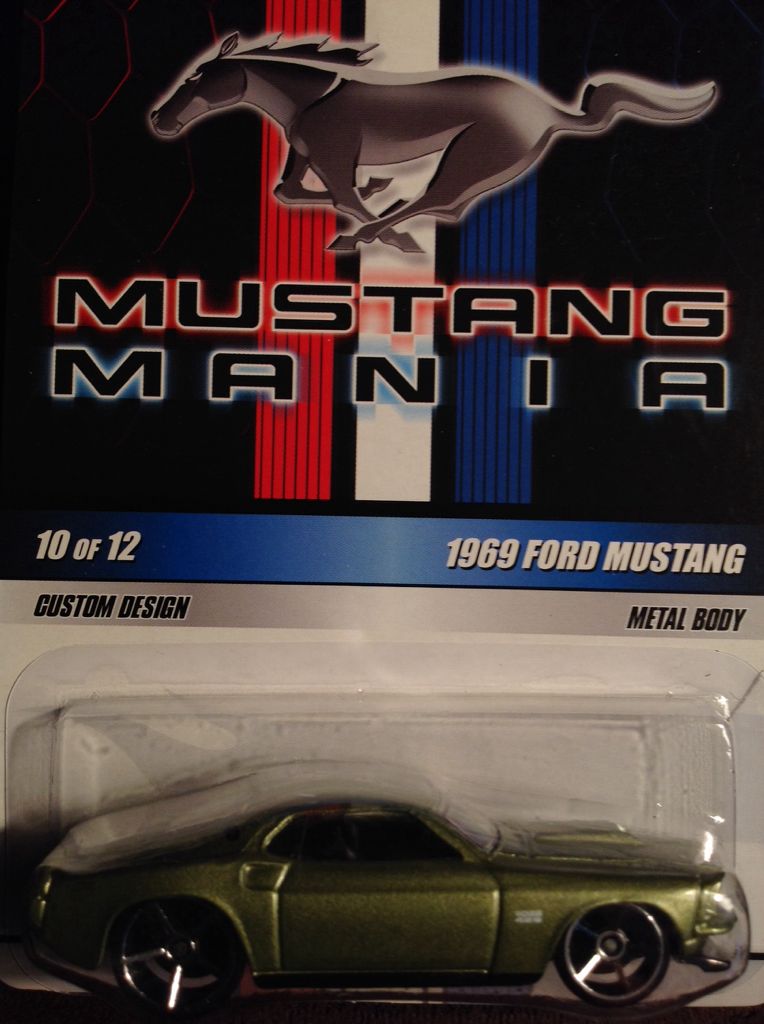 MUSTANG
MANIA
10 OF 12
1969 FORD MUSTANG
CUSTOM DESIGN
METAL BODY